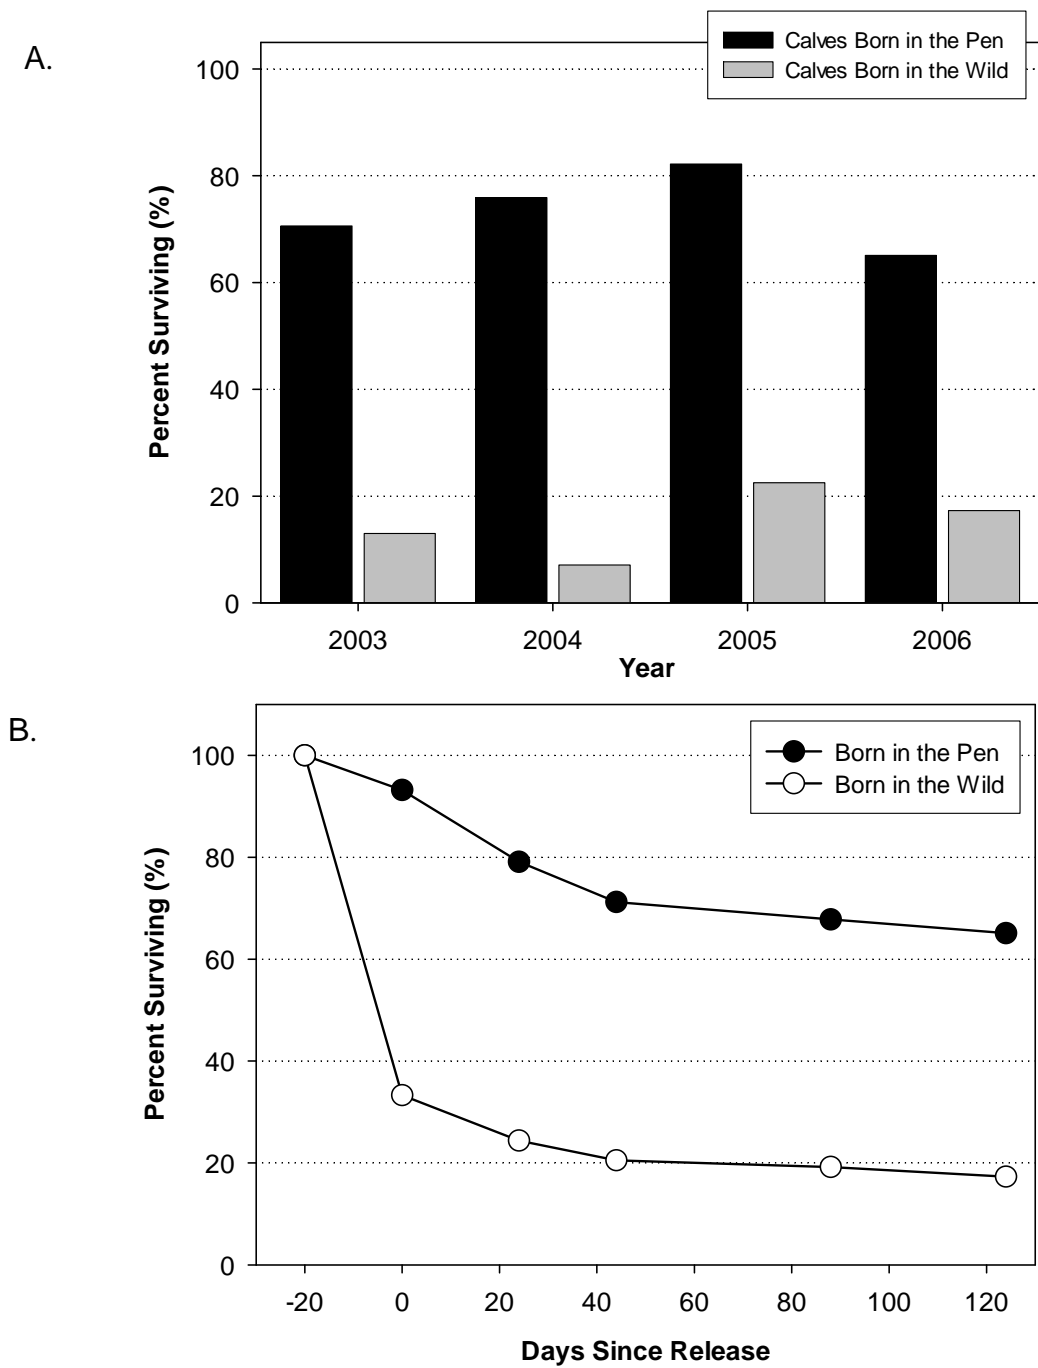 A.
Calves Born in the Pen
Calves Born in the Wild
Percent Surviving (%)
100
80
60
40
20
0
2003 2004 2005 2006
Year
B.
Born in the Pen
Born in the Wild
Percent Surviving (%)
100
80
60
40
20
0
-20 0 20 40 60 80 100 120
Days Since Release